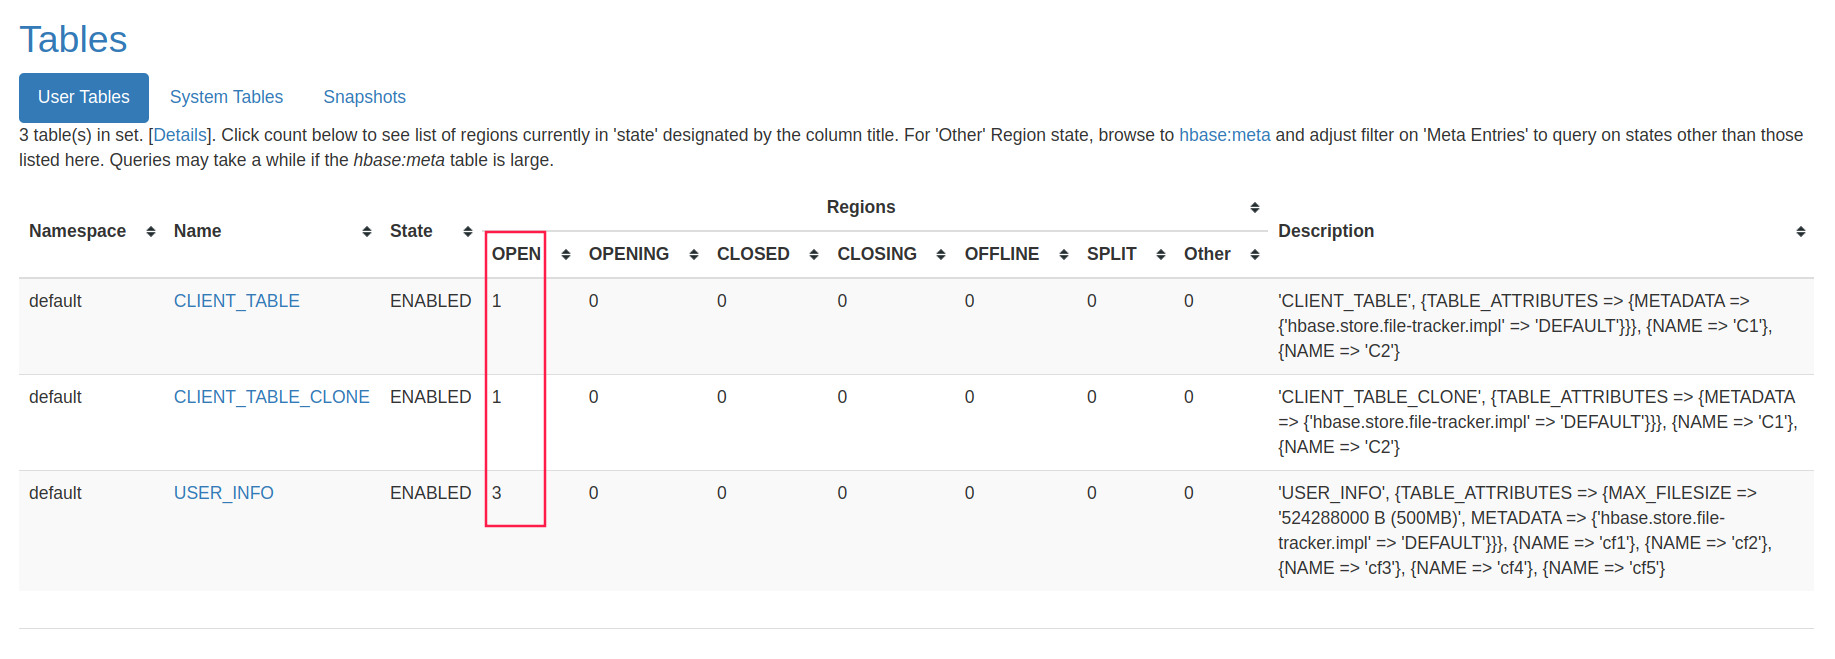 Tables
User Tables System Tables Snapshots
3 table(s) in set. [Details]. Click count below to see list of regions currently in 'state' designated by the column title. For 'Other' Region state, browse to hbase:meta and adjust filter on 'Meta Entries' to query on states other than those
listed here. Queries may take a while if the hbase:meta table is large.
Regions
Namespace Name State Description
OPEN OPENING CLOSED CLOSING OFFLINE SPLIT Other
default CLIENT_TABLE ENABLED 1 0 0 0 0 0 0 'CLIENT_TABLE', {TABLE_ATTRIBUTES => {METADATA =>
{'hbase.store.file-tracker.impl' => 'DEFAULT'}}}, {NAME => 'C1'},
{NAME => 'C2'}
default CLIENT_TABLE_CLONE ENABLED 1 0 0 0 0 0 0 'CLIENT_TABLE_CLONE', {TABLE_ATTRIBUTES => {METADATA
=> {'hbase.store.file-tracker.impl' => 'DEFAULT'}}}, {NAME => 'C1'},
{NAME => 'C2'}
default USER_INFO ENABLED 3 0 0 0 0 0 0 'USER_INFO', {TABLE_ATTRIBUTES => {MAX_FILESIZE =>
'524288000 B (500MB)', METADATA => {'hbase.store.file-
tracker.impl' => 'DEFAULT'}}}, {NAME => 'cf1'}, {NAME => 'cf2'},
{NAME => 'cf3'}, {NAME => 'cf4'}, {NAME => 'cf5'}